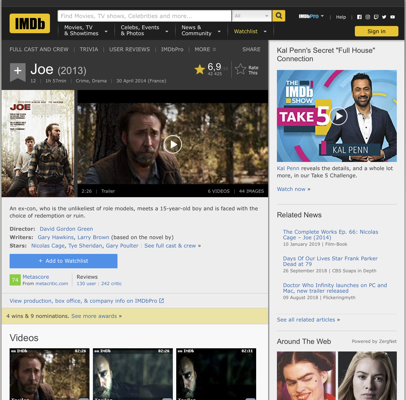 IMDb
Find Movies, TV shows, Celebrities and more...
All
IMDbPro
Help
Movies, TV
& Showtimes
Celebs, Events
& Photos
News &
Community
Watchlist
Sign in
FULL CAST AND CREW | TRIVIA | USER REVIEWS | IMDbPro | MORE
SHARE
Joe (2013)
12 | 1h 57min | Crime, Drama | 30 April 2014 (France)
6,9
42 435
Rate
This
JOE
2:26 | Trailer
6 VIDEOS | 44 IMAGES
An ex-con, who is the unlikeliest of role models, meets a 15-year-old boy and is faced with the
choice of redemption or ruin.
Director: David Gordon Green
Writers: Gary Hawkins, Larry Brown (based on the novel by)
Stars: Nicolas Cage, Tye Sheridan, Gary Poulter | See full cast & crew »
+ Add to Watchlist
74
Metascore
From metacritic.com
Reviews
130 user | 242 critic
View production, box office, & company info on IMDbPro
4 wins & 9 nominations. See more awards »
Videos
Kal Penn's Secret "Full House"
Connection
THE
IMDb
SHOW
TAKE 5
KAL PENN
Kal Penn reveals the details, and a whole lot
more, in our Take 5 Challenge.
Watch now »
Related News
The Complete Works Ep. 66: Nicolas
Cage – Joe (2014)
10 January 2019 | Film-Book
Days Of Our Lives Star Frank Parker
Dead at 79
26 September 2018 | CBS Soaps in Depth
Doctor Who Infinity launches on PC and
Mac, new trailer released
09 August 2018 | Flickeringmyth
See all related articles »
Around The Web
Powered by ZergNet